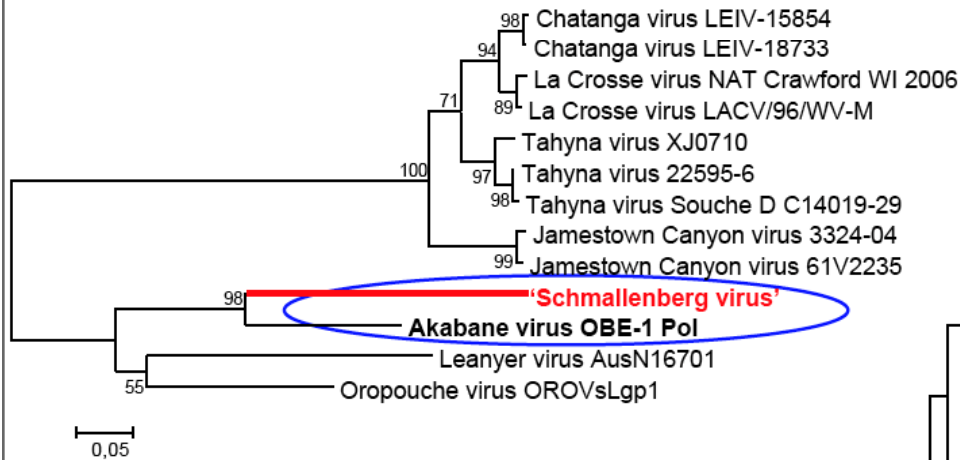 98
Chatanga virus LEIV-15854
Chatanga virus LEIV-18733
94
La Crosse virus NAT Crawford WI 2006
89
La Crosse virus LACV/96/WV-M
71
Tahyna virus XJ0710
97
Tahyna virus 22595-6
98
Tahyna virus Souche D C14019-29
100
Jamestown Canyon virus 3324-04
99
Jamestown Canyon virus 61V2235
98
‘Schmallenberg virus’
Akabane virus OBE-1 Pol
Leanyer virus AusN16701
55
Oropouche virus OROVsLgp1
0,05